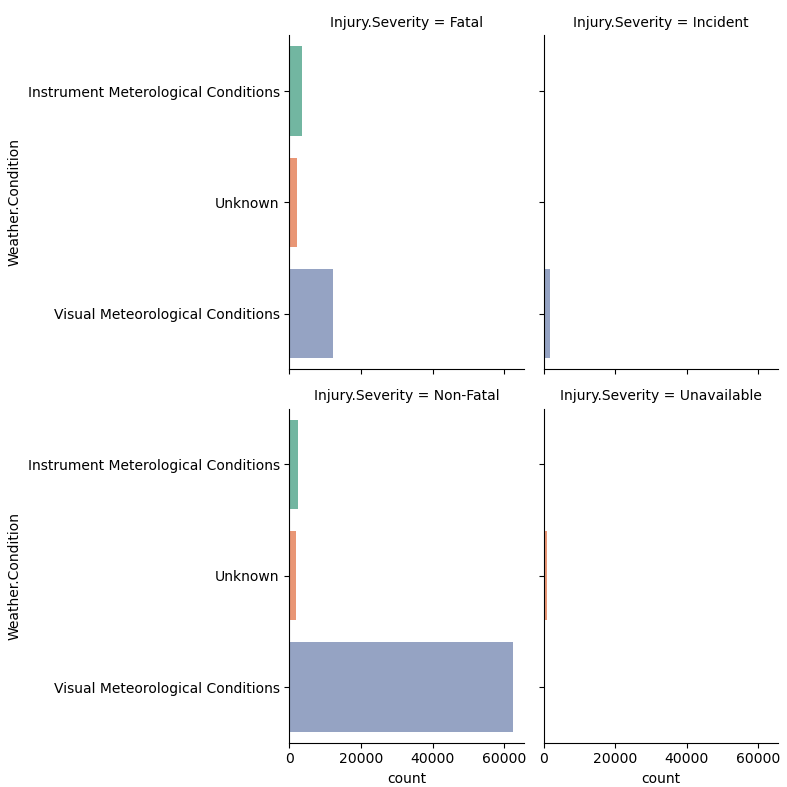 Injury.Severity = Fatal
Injury.Severity = Incident
Weather.Condition
Instrument Meterological Conditions
Unknown
Visual Meteorological Conditions
Injury.Severity = Non-Fatal
Injury.Severity = Unavailable
Weather.Condition
Instrument Meterological Conditions
Unknown
Visual Meteorological Conditions
0 20000 40000 60000
count
0 20000 40000 60000
count